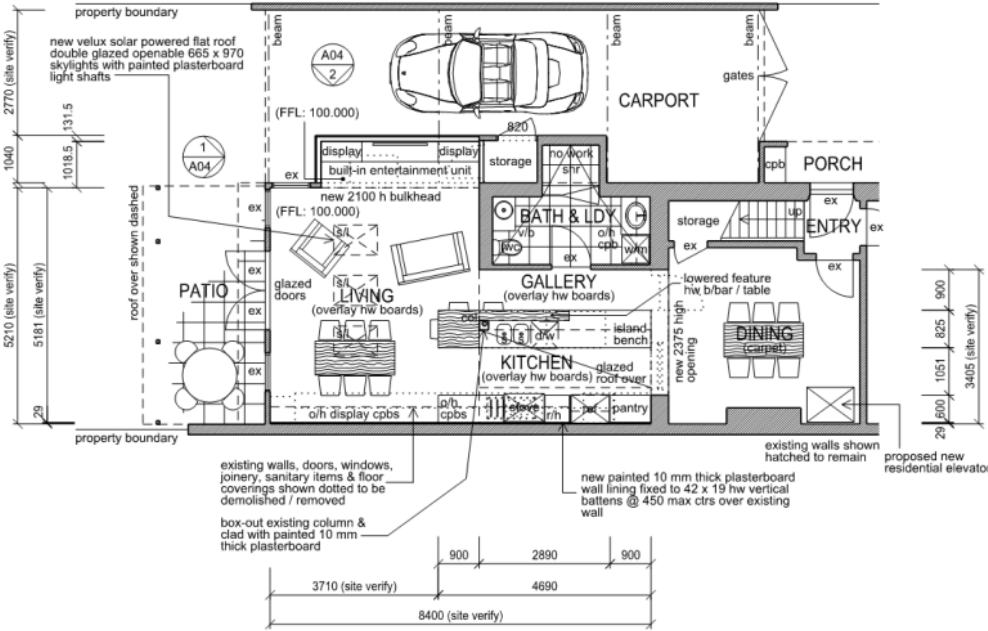 property boundary
new velux solar powered flat roof
double glazed openable 665 x 970
skylights with painted plasterboard
light shafts
2770 (site verify)
131.5
1040
1018.5
beam
beam
beam
beam
A04
2
CARPORT
gates
(FFL: 100.000)
820
1
A04
display
display
built-in entertainment unit
storage
no work
shr
cpb
PORCH
ex
new 2100 h bulkhead
ex
roof over shown dashed
ex
(FFL: 100.000)
s/L
BATH & LDY
v/b
o/h
cpb
wc
w/m
ex
storage
up
ENTRY
ex
ex
ex
ex
PATIO
glazed
doors
s/L
LIVING
(overlay hw boards)
s/L
GALLERY
(overlay hw boards)
lowered feature
hw b/bar / table
col
d/w
island
bench
KITCHEN
(overlay hw boards)
glazed
roof over
new 2375 high
opening
DINING
(carpet)
ex
ex
5210 (site verify)
5181 (site verify)
29
900
825
1051
600
29
3405 (site verify)
o/h display cpbs
o/h
cpbs
stove
r/h
ref
pantry
property boundary
existing walls shown
hatched to remain
proposed new
residential elevator
existing walls, doors, windows,
joinery, sanitary items & floor
coverings shown dotted to be
demolished / removed
new painted 10 mm thick plasterboard
wall lining fixed to 42 x 19 hw vertical
battens @ 450 max ctrs over existing
wall
box-out existing column &
clad with painted 10 mm
thick plasterboard
900
2890
900
3710 (site verify)
4690
8400 (site verify)